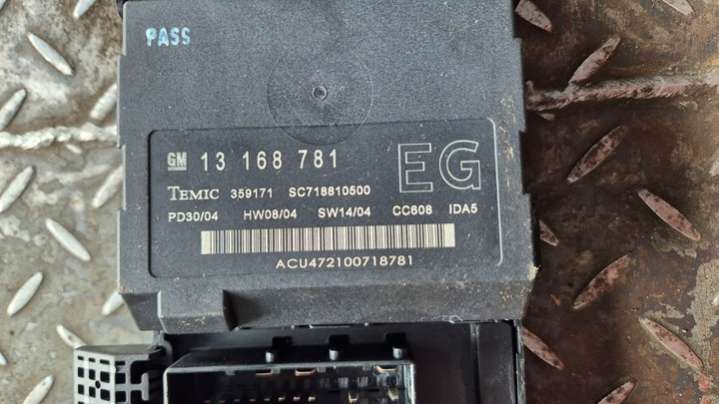 PASS
GM 13 168 781 EG
TEMIC 359171 SC718810500
PD30/04 HW08/04 SW14/04 CC608 IDA5
ACU472100718781